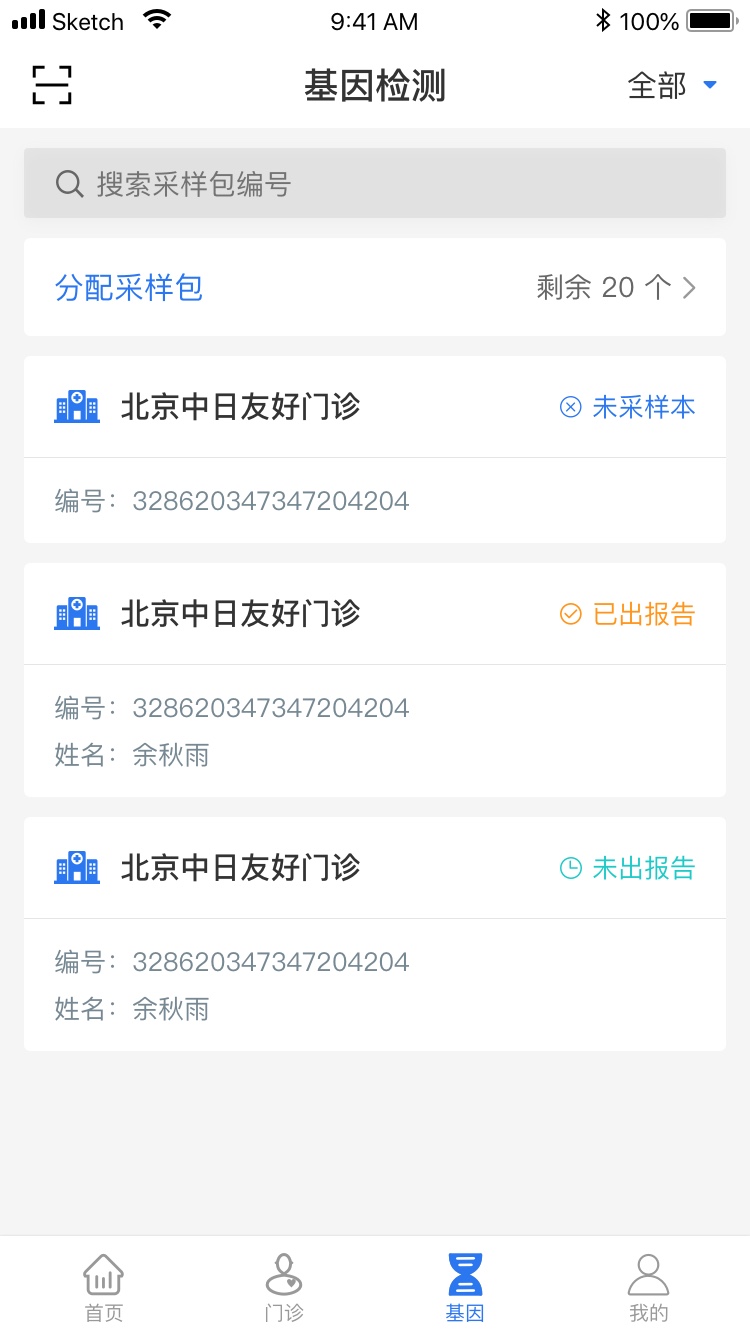 Sketch 9:41 AM 100%
基因检测 全部
搜索采样包编号
分配采样包 剩余 20 个
北京中日友好门诊 未采样本
编号：328620347347204204
北京中日友好门诊 已出报告
编号：328620347347204204
姓名：余秋雨
北京中日友好门诊 未出报告
编号：328620347347204204
姓名：余秋雨
首页 门诊 基因 我的